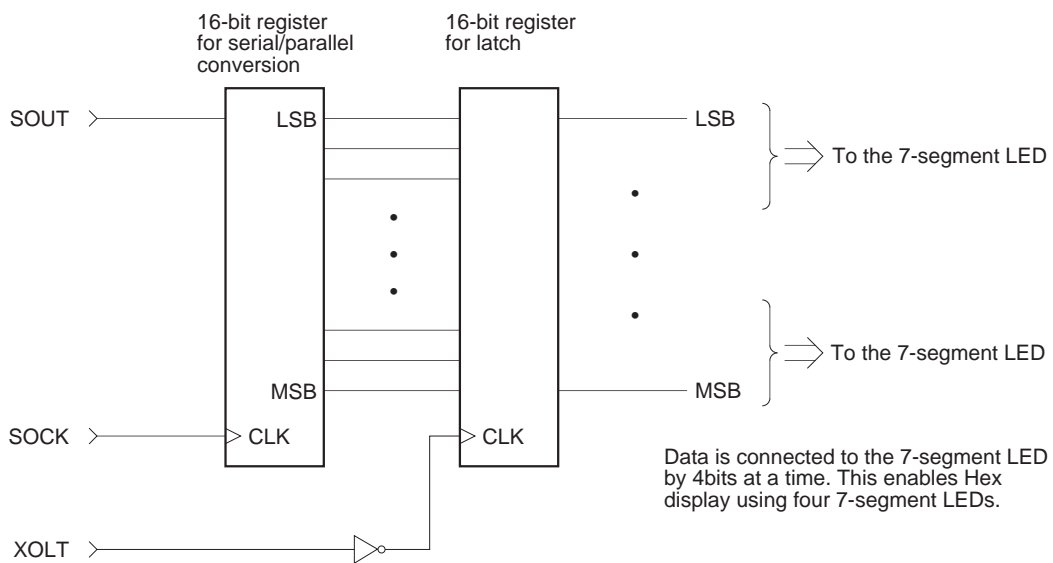 16-bit register
for serial/parallel
conversion
16-bit register
for latch
SOUT
LSB
LSB
To the 7-segment LED
To the 7-segment LED
MSB
MSB
SOCK
CLK
CLK
Data is connected to the 7-segment LED
by 4bits at a time. This enables Hex
display using four 7-segment LEDs.
XOLT